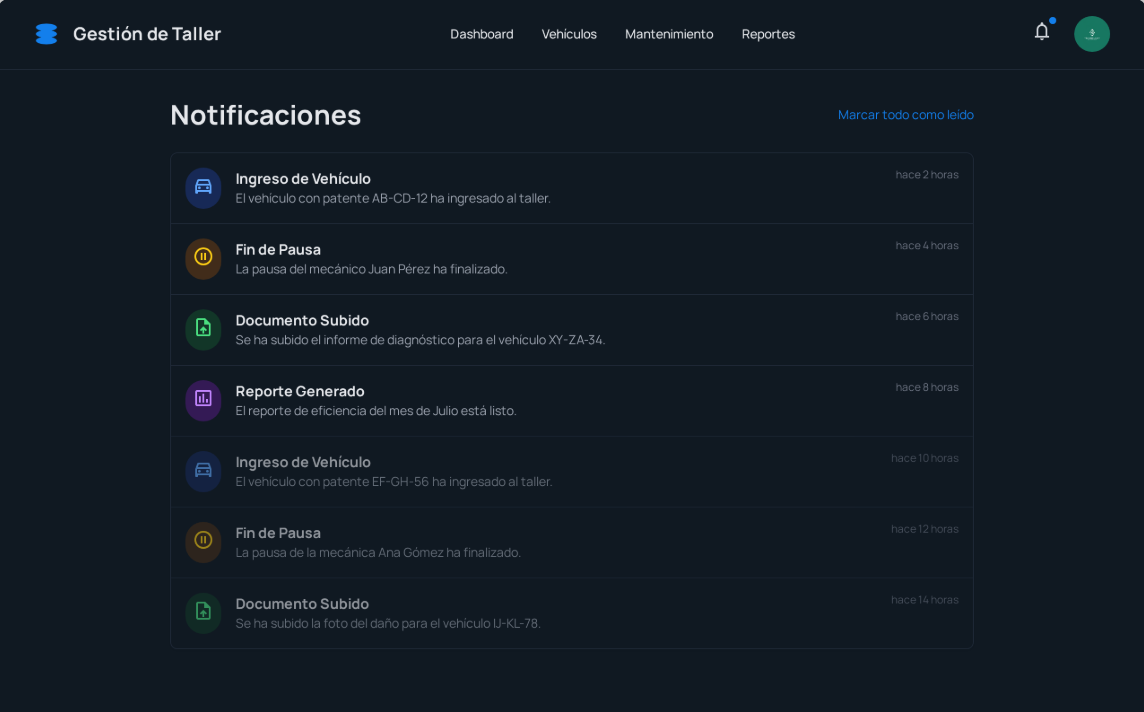 Gestión de Taller
Dashboard
Vehículos
Mantenimiento
Reportes
Notificaciones
Marcar todo como leído
Ingreso de Vehículo
hace 2 horas
El vehículo con patente AB-CD-12 ha ingresado al taller.
Fin de Pausa
hace 4 horas
La pausa del mecánico Juan Pérez ha finalizado.
Documento Subido
hace 6 horas
Se ha subido el informe de diagnóstico para el vehículo XY-ZA-34.
Reporte Generado
hace 8 horas
El reporte de eficiencia del mes de Julio está listo.
Ingreso de Vehículo
hace 10 horas
El vehículo con patente EF-GH-56 ha ingresado al taller.
Fin de Pausa
hace 12 horas
La pausa de la mecánica Ana Gómez ha finalizado.
Documento Subido
hace 14 horas
Se ha subido la foto del daño para el vehículo IJ-KL-78.